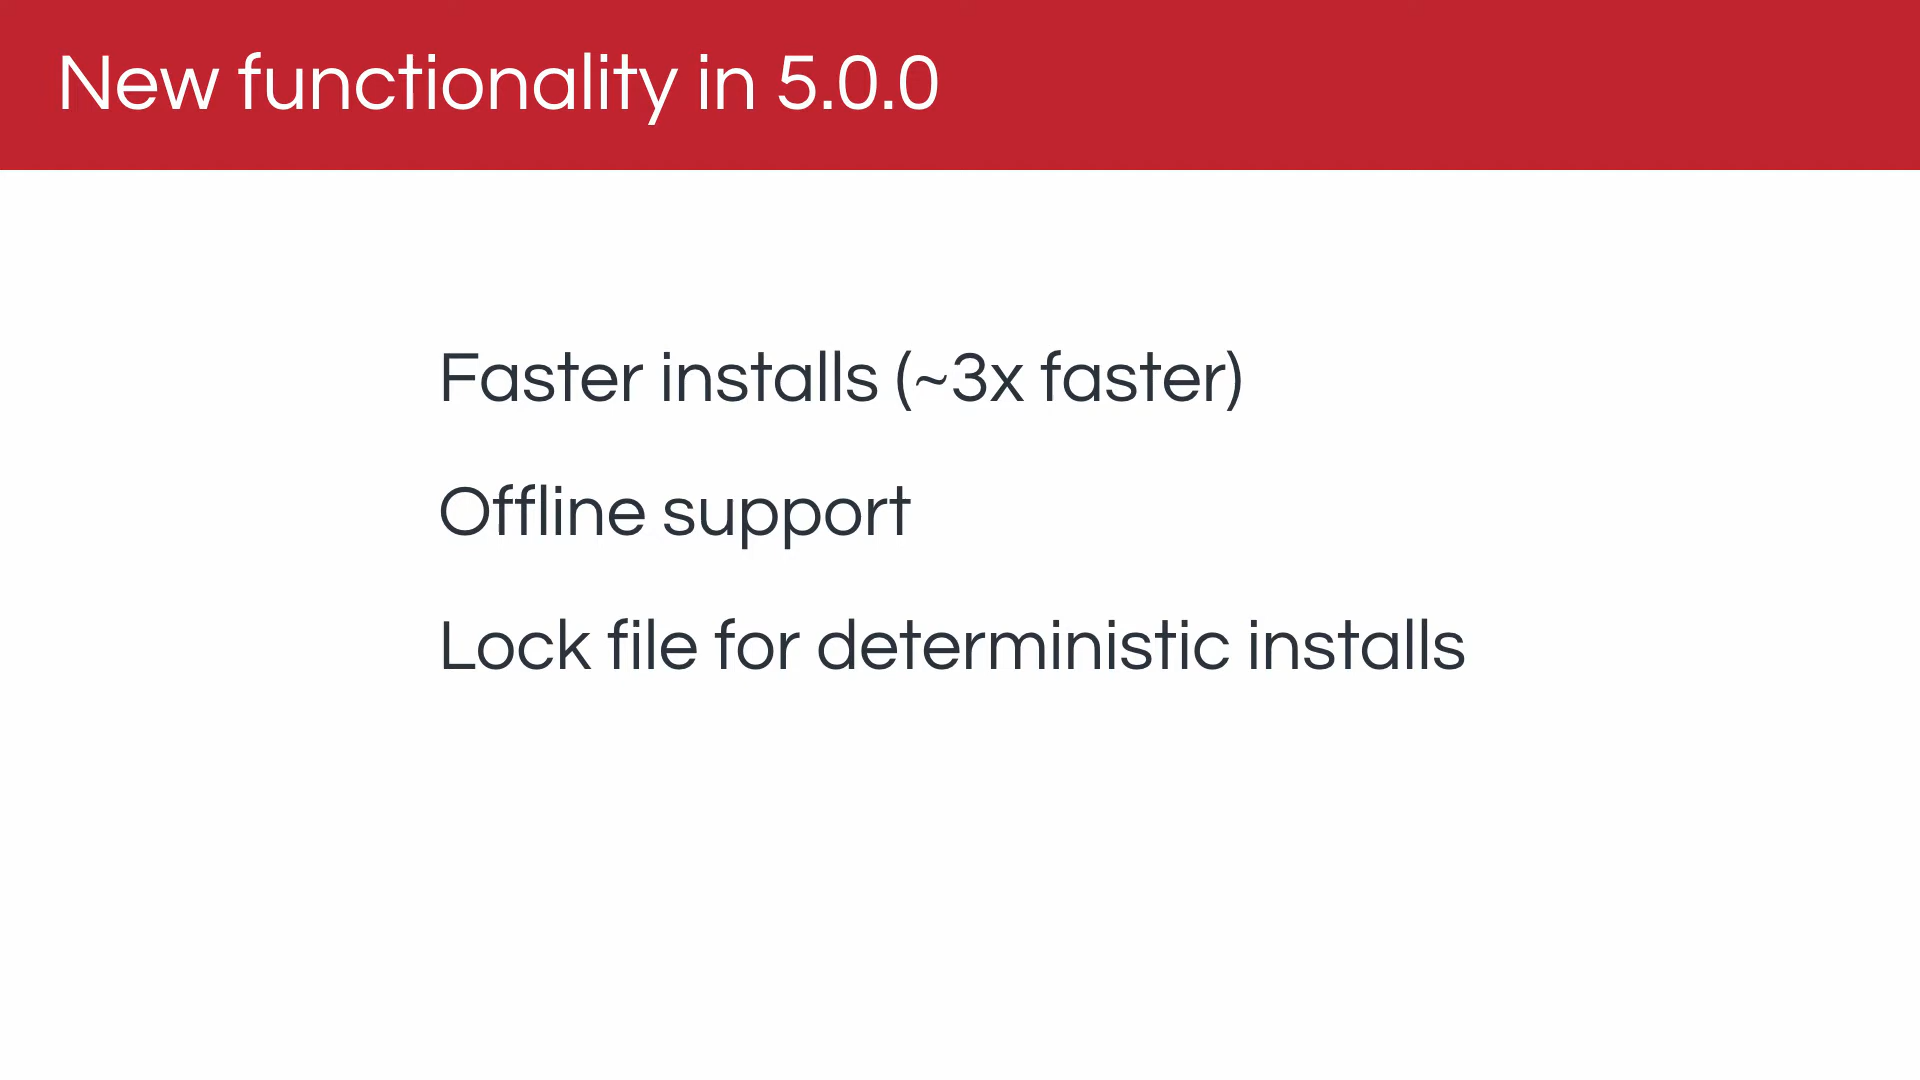 New functionality in 5.0.0
Faster installs (~3x faster)
Offline support
Lock file for deterministic installs